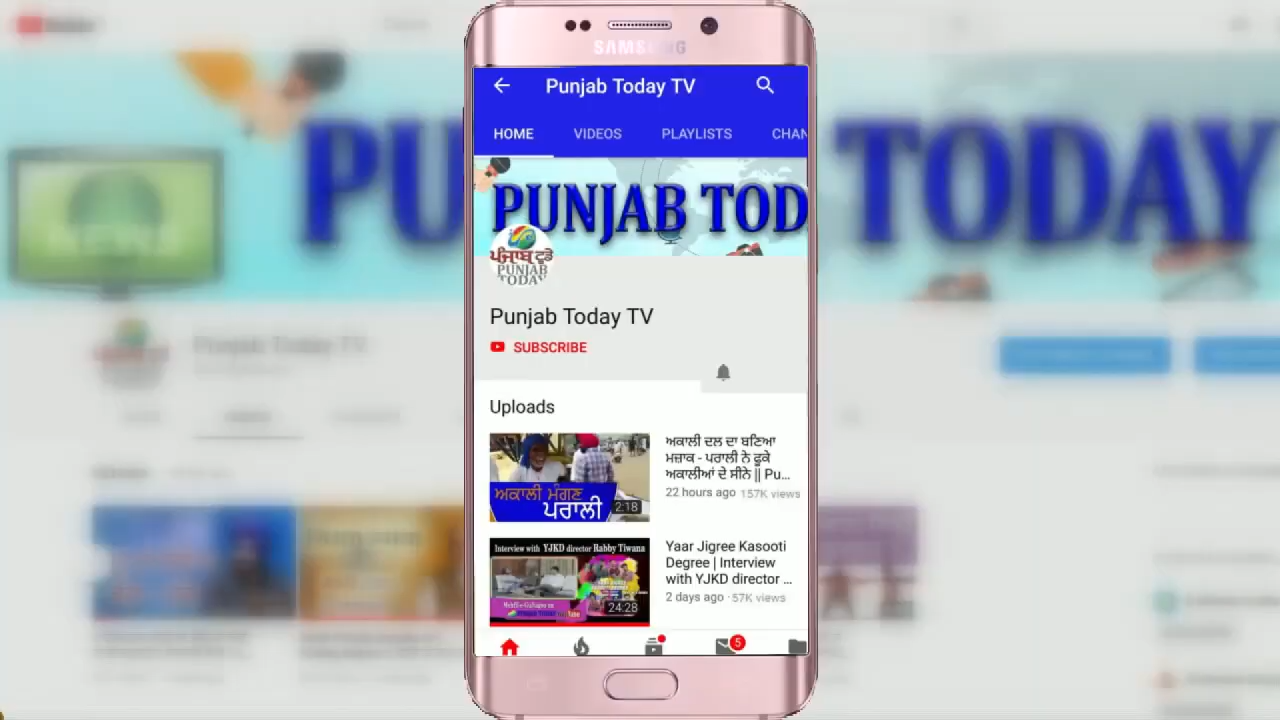 SAMSUNG
Punjab Today TV
HOME VIDEOS PLAYLISTS CHAN
PUNJAB TOD
TODAY
ਪੰਜਾਬ ਟੂਡੇ
PUNJAB
TODAY
Punjab Today TV
SUBSCRIBE
Uploads
ਅਕਾਲੀ ਮੰਗਣ
ਪਰਾਲੀ
2:18
ਅਕਾਲੀ ਦਲ ਦਾ ਬਣਿਆ
ਮਜ਼ਾਕ - ਪਰਾਲੀ ਨੇ ਫੂਕੇ
ਅਕਾਲੀਆਂ ਦੇ ਸੀਨੇ || Pu...
22 hours ago 157K views
Interview with YJKD director Rabby Tiwana
24:28
Yaar Jigree Kasooti
Degree | Interview
with YJKD director ...
2 days ago · 57K views
5